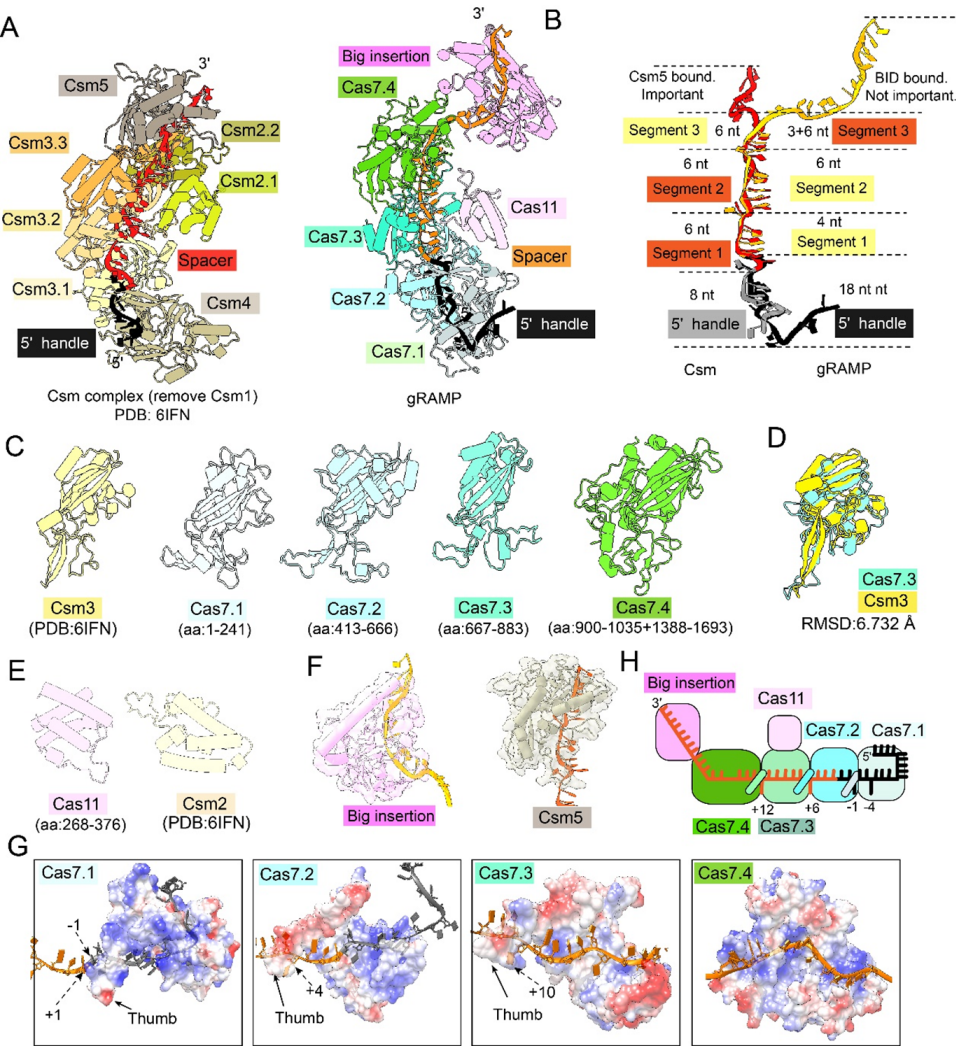 A
3'
Csm5
Csm3.3
Csm2.2
Csm2.1
Csm3.2
Spacer
Csm3.1
Csm4
5' handle
5'
Csm complex (remove Csm1)
PDB: 6IFN
3'
Big insertion
Cas7.4
Cas11
Cas7.3
Spacer
Cas7.2
5' handle
Cas7.1
gRAMP
B
Csm5 bound.
Important
BID bound.
Not important.
Segment 3
6 nt
3+6 nt
Segment 3
6 nt
6 nt
Segment 2
Segment 2
6 nt
4 nt
Segment 1
Segment 1
8 nt
18 nt nt
5' handle
5' handle
Csm
gRAMP
C
Csm3
(PDB:6IFN)
Cas7.1
(aa:1-241)
Cas7.2
(aa:413-666)
Cas7.3
(aa:667-883)
Cas7.4
(aa:900-1035+1388-1693)
D
Cas7.3
Csm3
RMSD:6.732 Å
E
Cas11
(aa:268-376)
Csm2
(PDB:6IFN)
F
Big insertion
Csm5
H
Big insertion
3'
Cas11
Cas7.2
Cas7.1
5'
+12
+6
-1
-4
Cas7.4
Cas7.3
G
Cas7.1
-1
+1
Thumb
Cas7.2
+4
Thumb
Cas7.3
+10
Thumb
Cas7.4